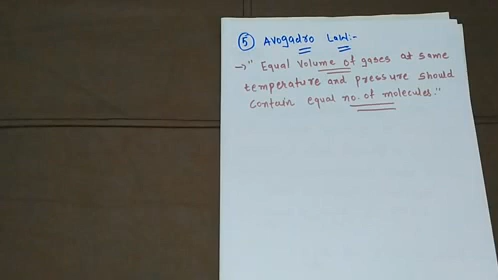 ⑤ Avogadro Law:-
→" Equal Volume of gases at same
temperature and pressure should
contain equal no. of molecules."